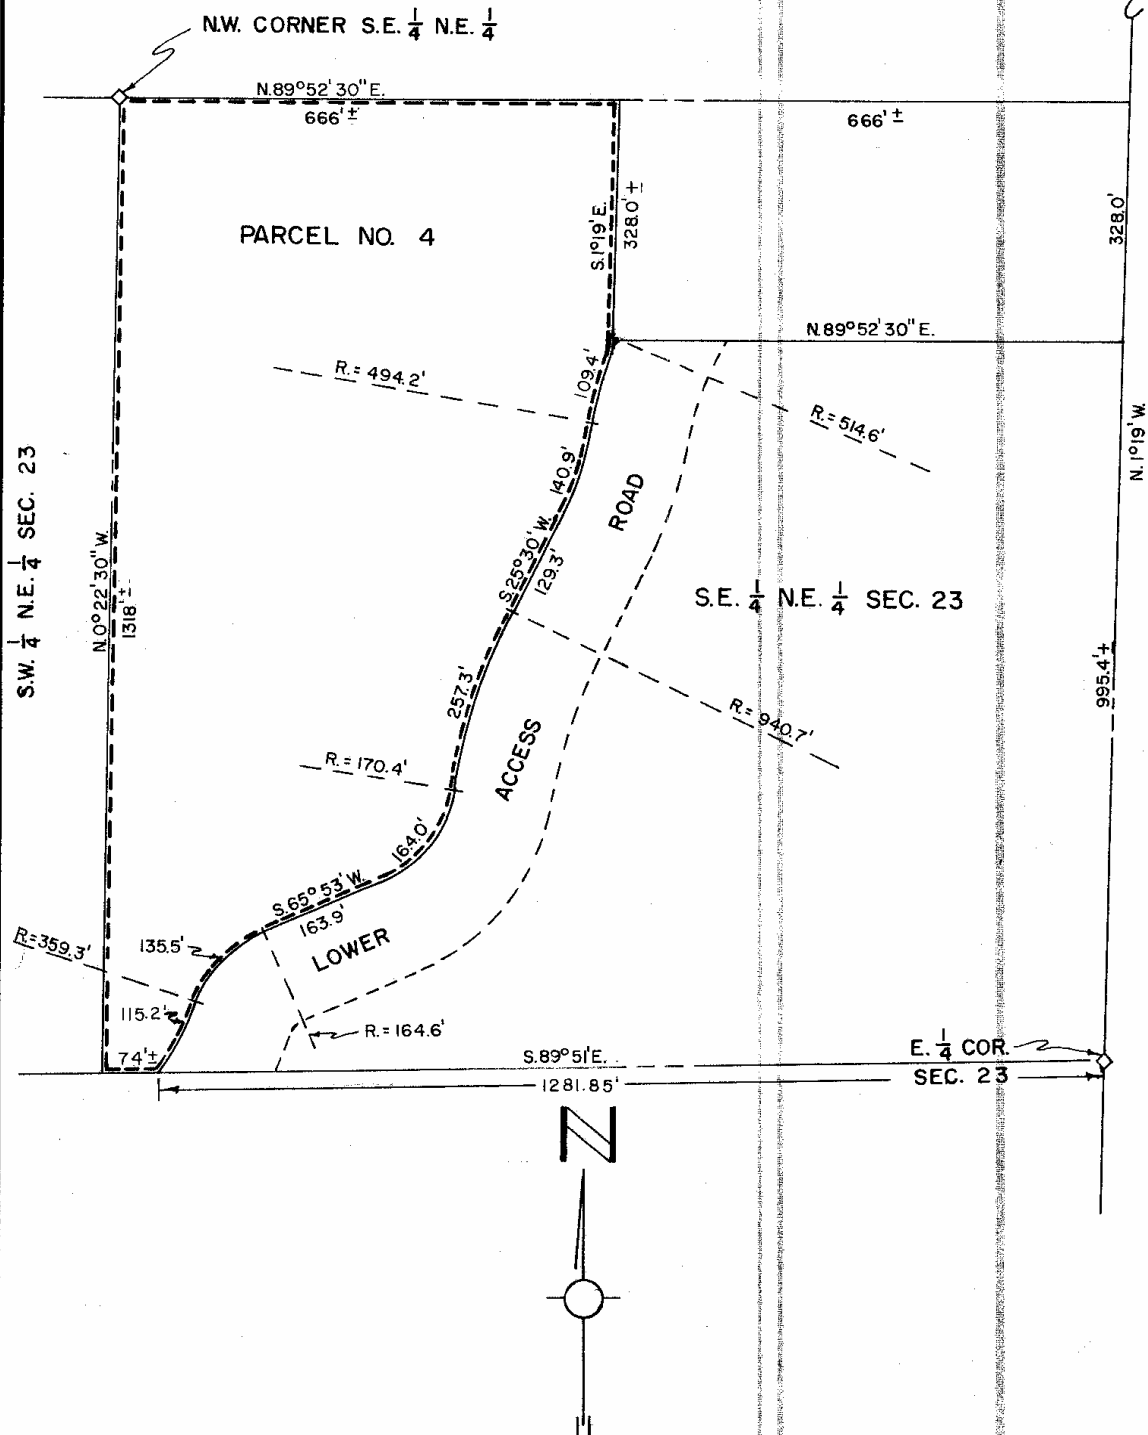 N.W. CORNER S.E. 1/4 N.E. 1/4
N.89°52'30"E.
666'±
666'±
PARCEL NO. 4
S.1°19'E.
328.0'±
328.0'
N.89°52'30"E.
R.=494.2'
109.4'
R.=514.6'
N.1°19'W.
140.9'
ROAD
S.W. 1/4 N.E. 1/4 SEC. 23
N.0°22'30"W.
1318'±
S.25°30'W.
129.3'
S.E. 1/4 N.E. 1/4 SEC. 23
995.4'±
257.3'
R.=940.7'
R.=170.4'
ACCESS
164.0'
S.65°53'W.
163.9'
LOWER
R=359.3'
135.5'
115.2'
R.=164.6'
74'±
S.89°51'E.
E. 1/4 COR.
SEC. 23
1281.85'
N